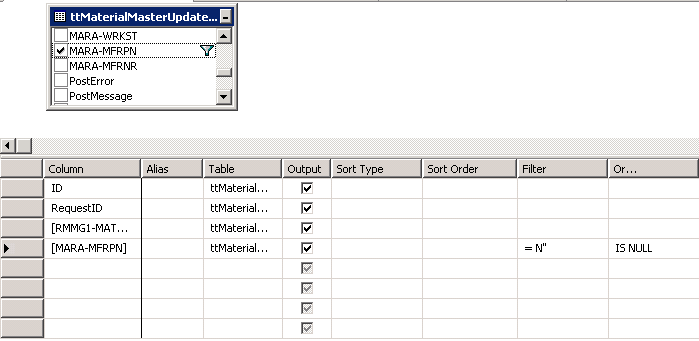 ttMaterialMasterUpdate...
MARA-WRKST
MARA-MFRPN
MARA-MFRNR
PostError
PostMessage
Column Alias Table Output Sort Type Sort Order Filter Or...
ID ttMaterial...
RequestID ttMaterial...
[RMMG1-MAT... ttMaterial...
[MARA-MFRPN] ttMaterial... = N'' IS NULL